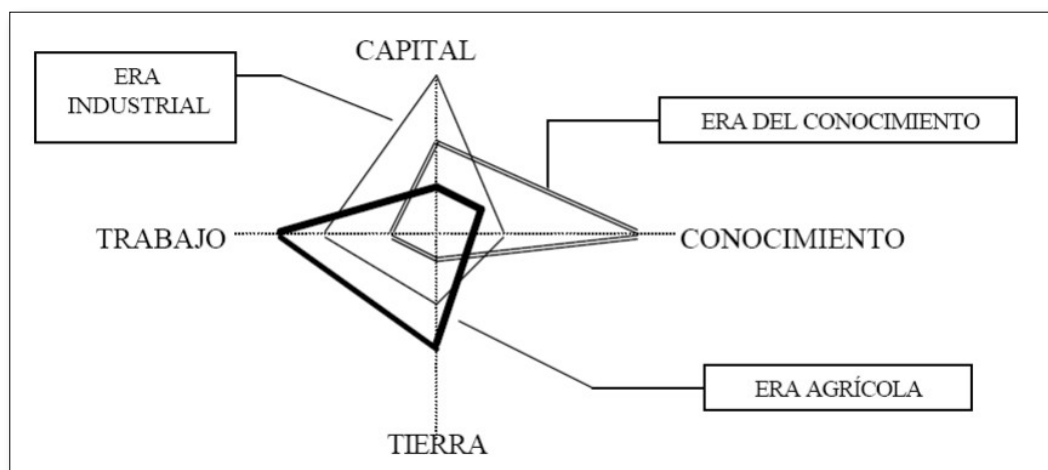 CAPITAL
ERA
INDUSTRIAL
ERA DEL CONOCIMIENTO
TRABAJO
CONOCIMIENTO
ERA AGRÍCOLA
TIERRA